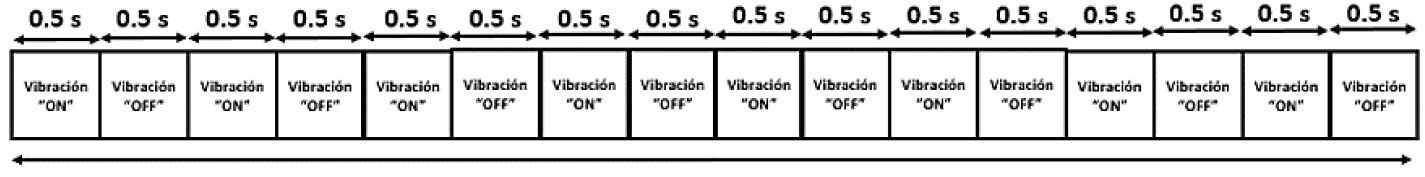 0.5 s 0.5 s 0.5 s 0.5 s 0.5 s 0.5 s 0.5 s 0.5 s 0.5 s 0.5 s 0.5 s 0.5 s 0.5 s 0.5 s 0.5 s 0.5 s
Vibración Vibración Vibración Vibración Vibración Vibración Vibración Vibración Vibración Vibración Vibración Vibración Vibración Vibración Vibración Vibración
“ON” “OFF” “ON” “OFF” “ON” “OFF” “ON” “OFF” “ON” “OFF” “ON” “OFF” “ON” “OFF” “ON” “OFF”